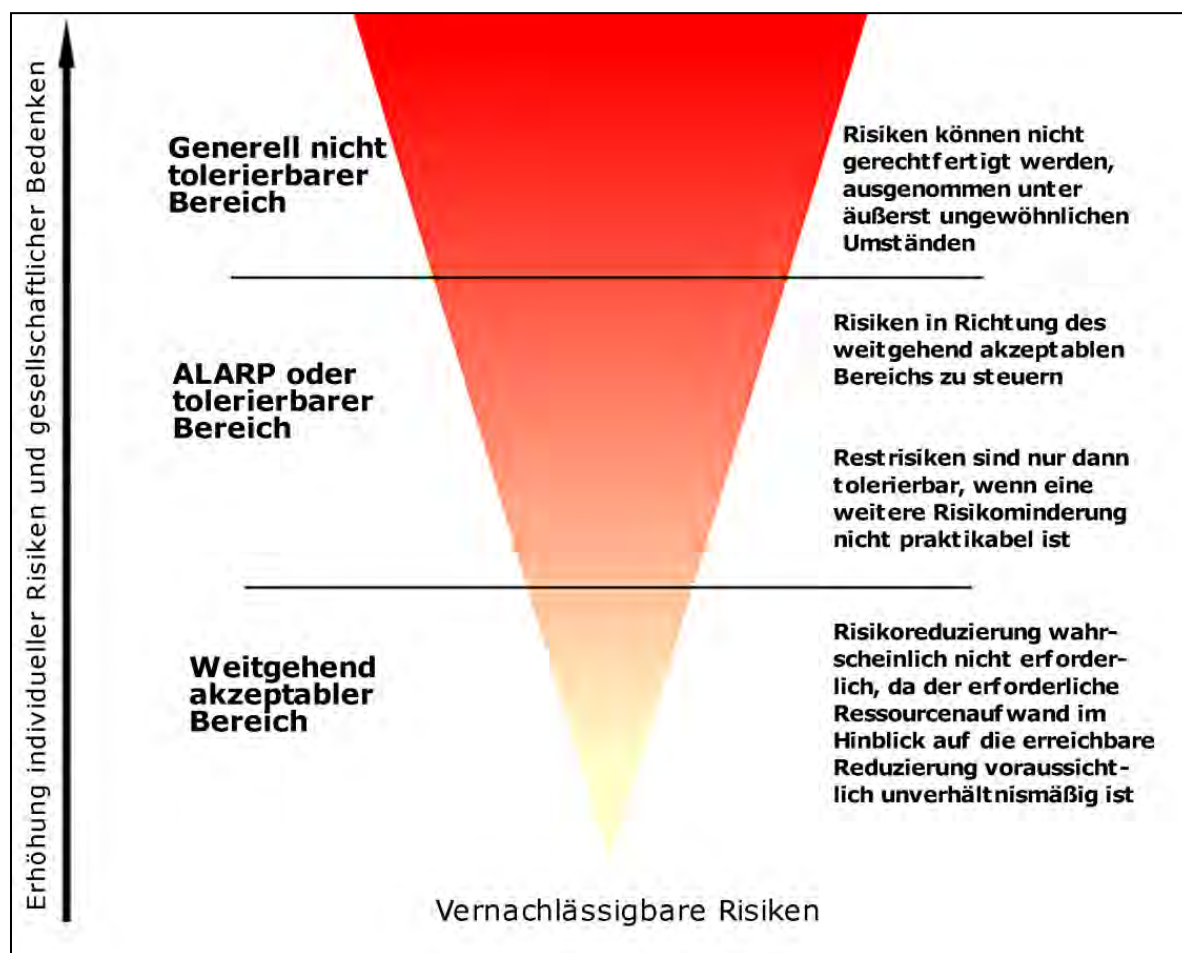 Erhöhung individueller Risiken und gesellschaftlicher Bedenken
Generell nicht
tolerierbarer
Bereich
Risiken können nicht
gerechtfertigt werden,
ausgenommen unter
äußerst ungewöhnlichen
Umständen
ALARP oder
tolerierbarer
Bereich
Risiken in Richtung des
weitgehend akzeptablen
Bereichs zu steuern
Restrisiken sind nur dann
tolerierbar, wenn eine
weitere Risikominderung
nicht praktikabel ist
Weitgehend
akzeptabler
Bereich
Risikoreduzierung wahr-
scheinlich nicht erforder-
lich, da der erforderliche
Ressourcenaufwand im
Hinblick auf die erreichbare
Reduzierung voraussicht-
lich unverhältnismäßig ist
Vernachlässigbare Risiken